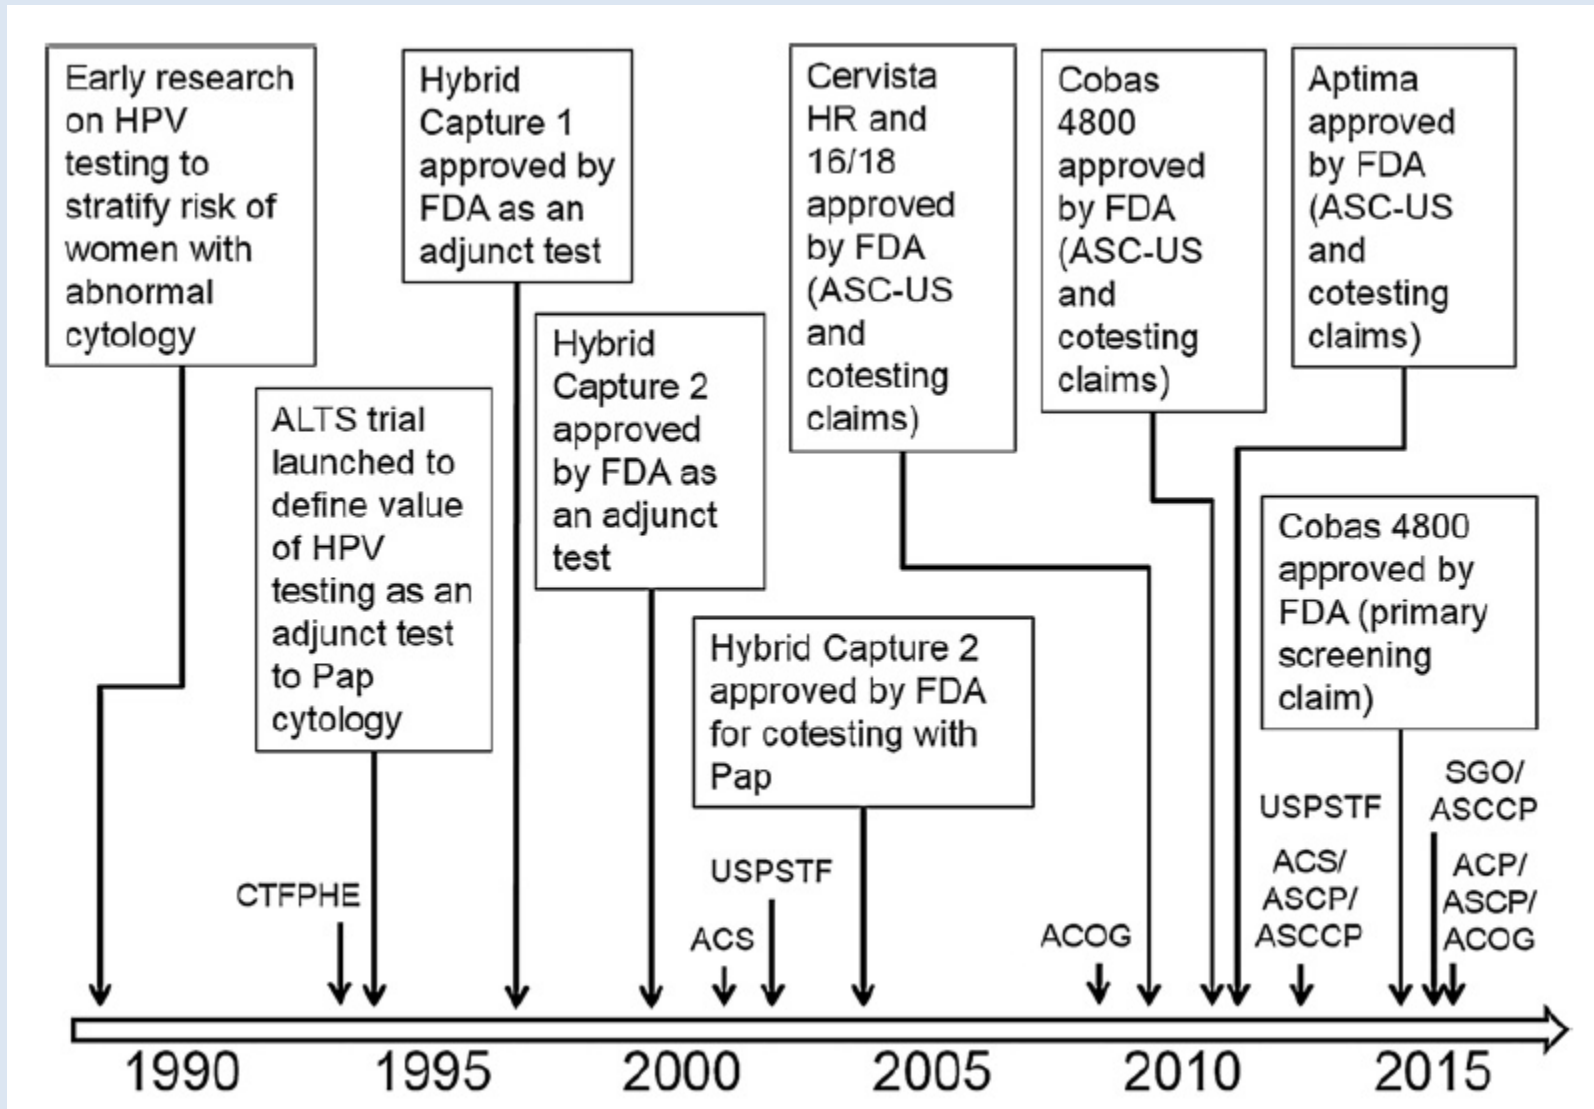 Early research
on HPV
testing to
stratify risk of
women with
abnormal
cytology
ALTS trial
launched to
define value
of HPV
testing as an
adjunct test
to Pap
cytology
Hybrid
Capture 1
approved by
FDA as an
adjunct test
Hybrid
Capture 2
approved
by FDA as
an adjunct
test
Hybrid Capture 2
approved by FDA
for cotesting with
Pap
Cervista
HR and
16/18
approved
by FDA
(ASC-US
and
cotesting
claims)
Cobas
4800
approved
by FDA
(ASC-US
and
cotesting
claims)
Aptima
approved
by FDA
(ASC-US
and
cotesting
claims)
Cobas 4800
approved by
FDA (primary
screening
claim)
CTFPHE
ACS
USPSTF
ACOG
USPSTF
ACS/
ASCP/
ASCCP
SGO/
ASCCP
ACP/
ASCP/
ACOG
1990 1995 2000 2005 2010 2015